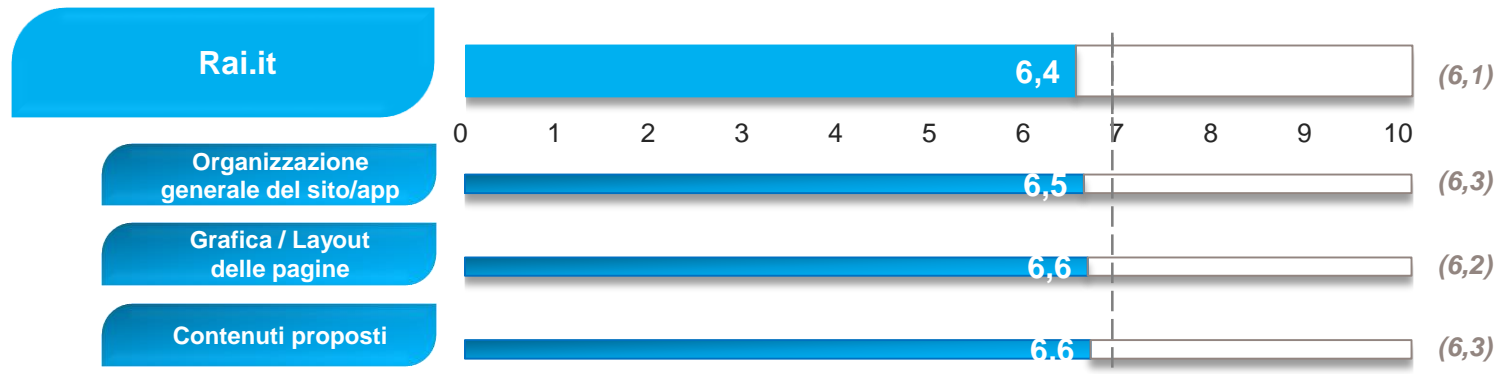 Rai.it
6,4
(6,1)
0 1 2 3 4 5 6 7 8 9 10
Organizzazione
generale del sito/app
6,5
(6,3)
Grafica / Layout
delle pagine
6,6
(6,2)
Contenuti proposti
6,6
(6,3)